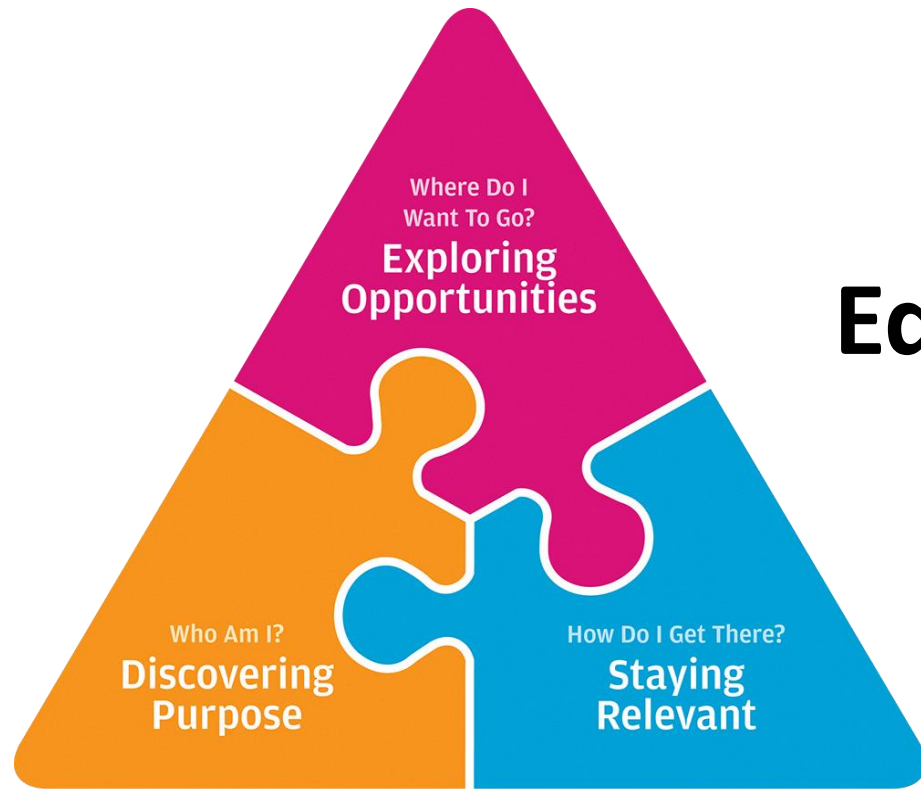 Where Do I
Want To Go?
Exploring
Opportunities
Who Am I?
Discovering
Purpose
How Do I Get There?
Staying
Relevant